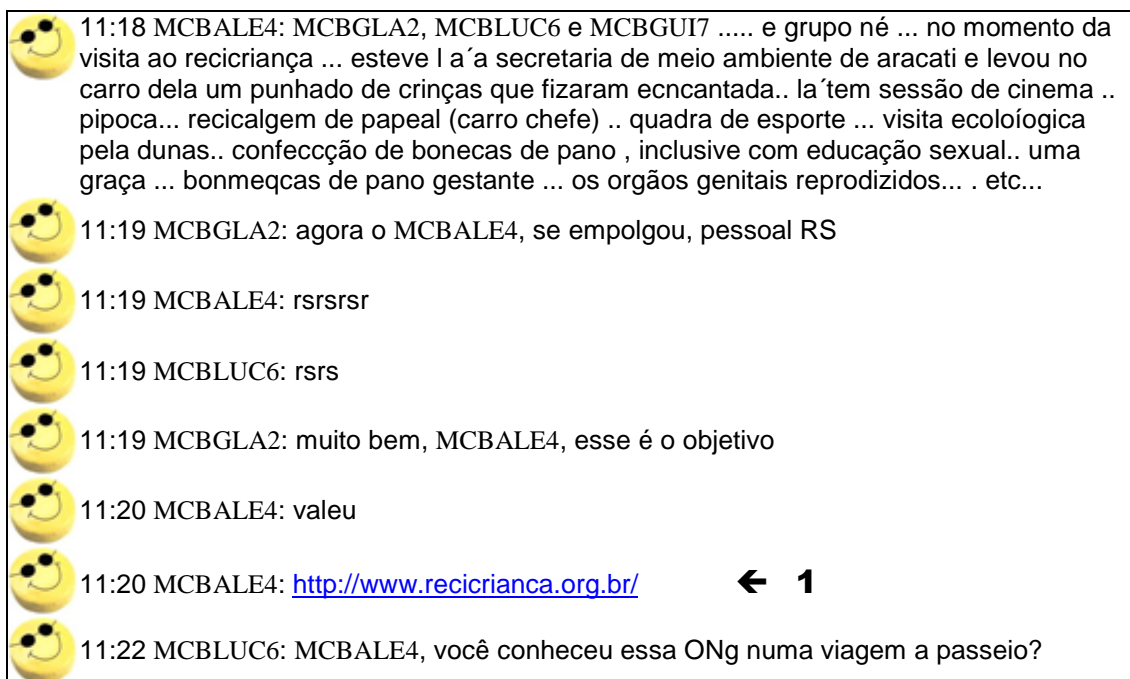 11:18 MCBALE4: MCBGLA2, MCBLUC6 e MCBGUI7 ..... e grupo né ... no momento da
visita ao recicriança ... esteve l a´a secretaria de meio ambiente de aracati e levou no
carro dela um punhado de crinças que fizaram ecncantada.. la´tem sessão de cinema ..
pipoca... recicalgem de papeal (carro chefe) .. quadra de esporte ... visita ecoloíogica
pela dunas.. confeccção de bonecas de pano , inclusive com educação sexual.. uma
graça ... bonmeqcas de pano gestante ... os orgãos genitais reprodizidos... . etc...
11:19 MCBGLA2: agora o MCBALE4, se empolgou, pessoal RS
11:19 MCBALE4: rsrsrsr
11:19 MCBLUC6: rsrs
11:19 MCBGLA2: muito bem, MCBALE4, esse é o objetivo
11:20 MCBALE4: valeu
11:20 MCBALE4: http://www.recicrianca.org.br/ ← 1
11:22 MCBLUC6: MCBALE4, você conheceu essa ONg numa viagem a passeio?